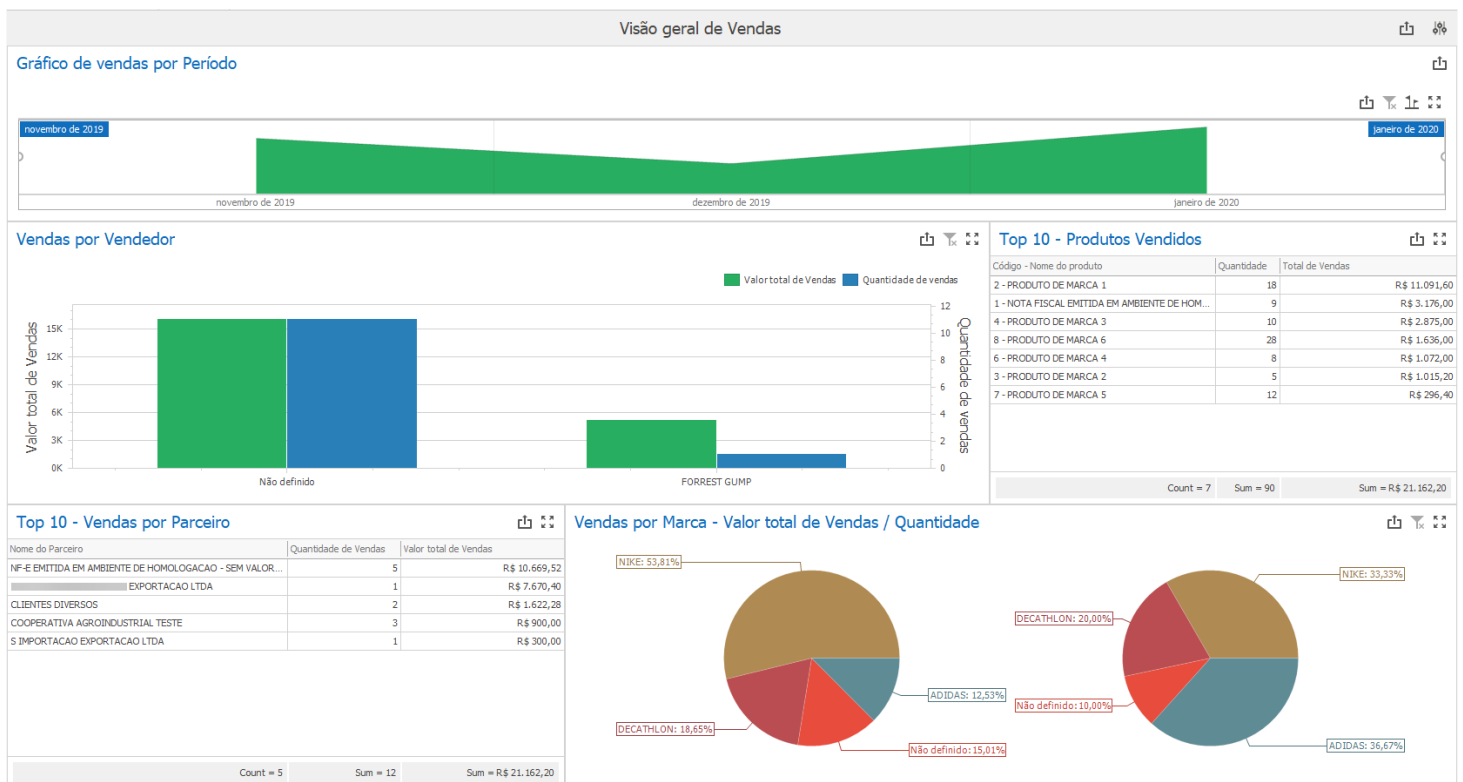 Visão geral de Vendas
Gráfico de vendas por Período
novembro de 2019
janeiro de 2020
novembro de 2019 dezembro de 2019 janeiro de 2020
Vendas por Vendedor
Valor total de Vendas Quantidade de vendas
Valor total de Vendas
15K
12K
9K
6K
3K
0K
12
10
8
6
4
2
0
Quantidade de vendas
Não definido FORREST GUMP
Top 10 - Produtos Vendidos
Código - Nome do produto Quantidade Total de Vendas
2 - PRODUTO DE MARCA 1 18 R$ 11.091,60
1 - NOTA FISCAL EMITIDA EM AMBIENTE DE HOM... 9 R$ 3.176,00
4 - PRODUTO DE MARCA 3 10 R$ 2.875,00
8 - PRODUTO DE MARCA 6 28 R$ 1.636,00
6 - PRODUTO DE MARCA 4 8 R$ 1.072,00
3 - PRODUTO DE MARCA 2 5 R$ 1.015,20
7 - PRODUTO DE MARCA 5 12 R$ 296,40
Count = 7 Sum = 90 Sum = R$ 21.162,20
Top 10 - Vendas por Parceiro
Nome do Parceiro Quantidade de Vendas Valor total de Vendas
NF-E EMITIDA EM AMBIENTE DE HOMOLOGACAO - SEM VALOR... 5 R$ 10.669,52
EXPORTACAO LTDA 1 R$ 7.670,40
CLIENTES DIVERSOS 2 R$ 1.622,28
COOPERATIVA AGROINDUSTRIAL TESTE 3 R$ 900,00
S IMPORTACAO EXPORTACAO LTDA 1 R$ 300,00
Count = 5 Sum = 12 Sum = R$ 21.162,20
Vendas por Marca - Valor total de Vendas / Quantidade
NIKE: 53,81%
ADIDAS: 12,53%
DECATHLON: 18,65%
Não definido: 15,01%
NIKE: 33,33%
DECATHLON: 20,00%
Não definido: 10,00%
ADIDAS: 36,67%